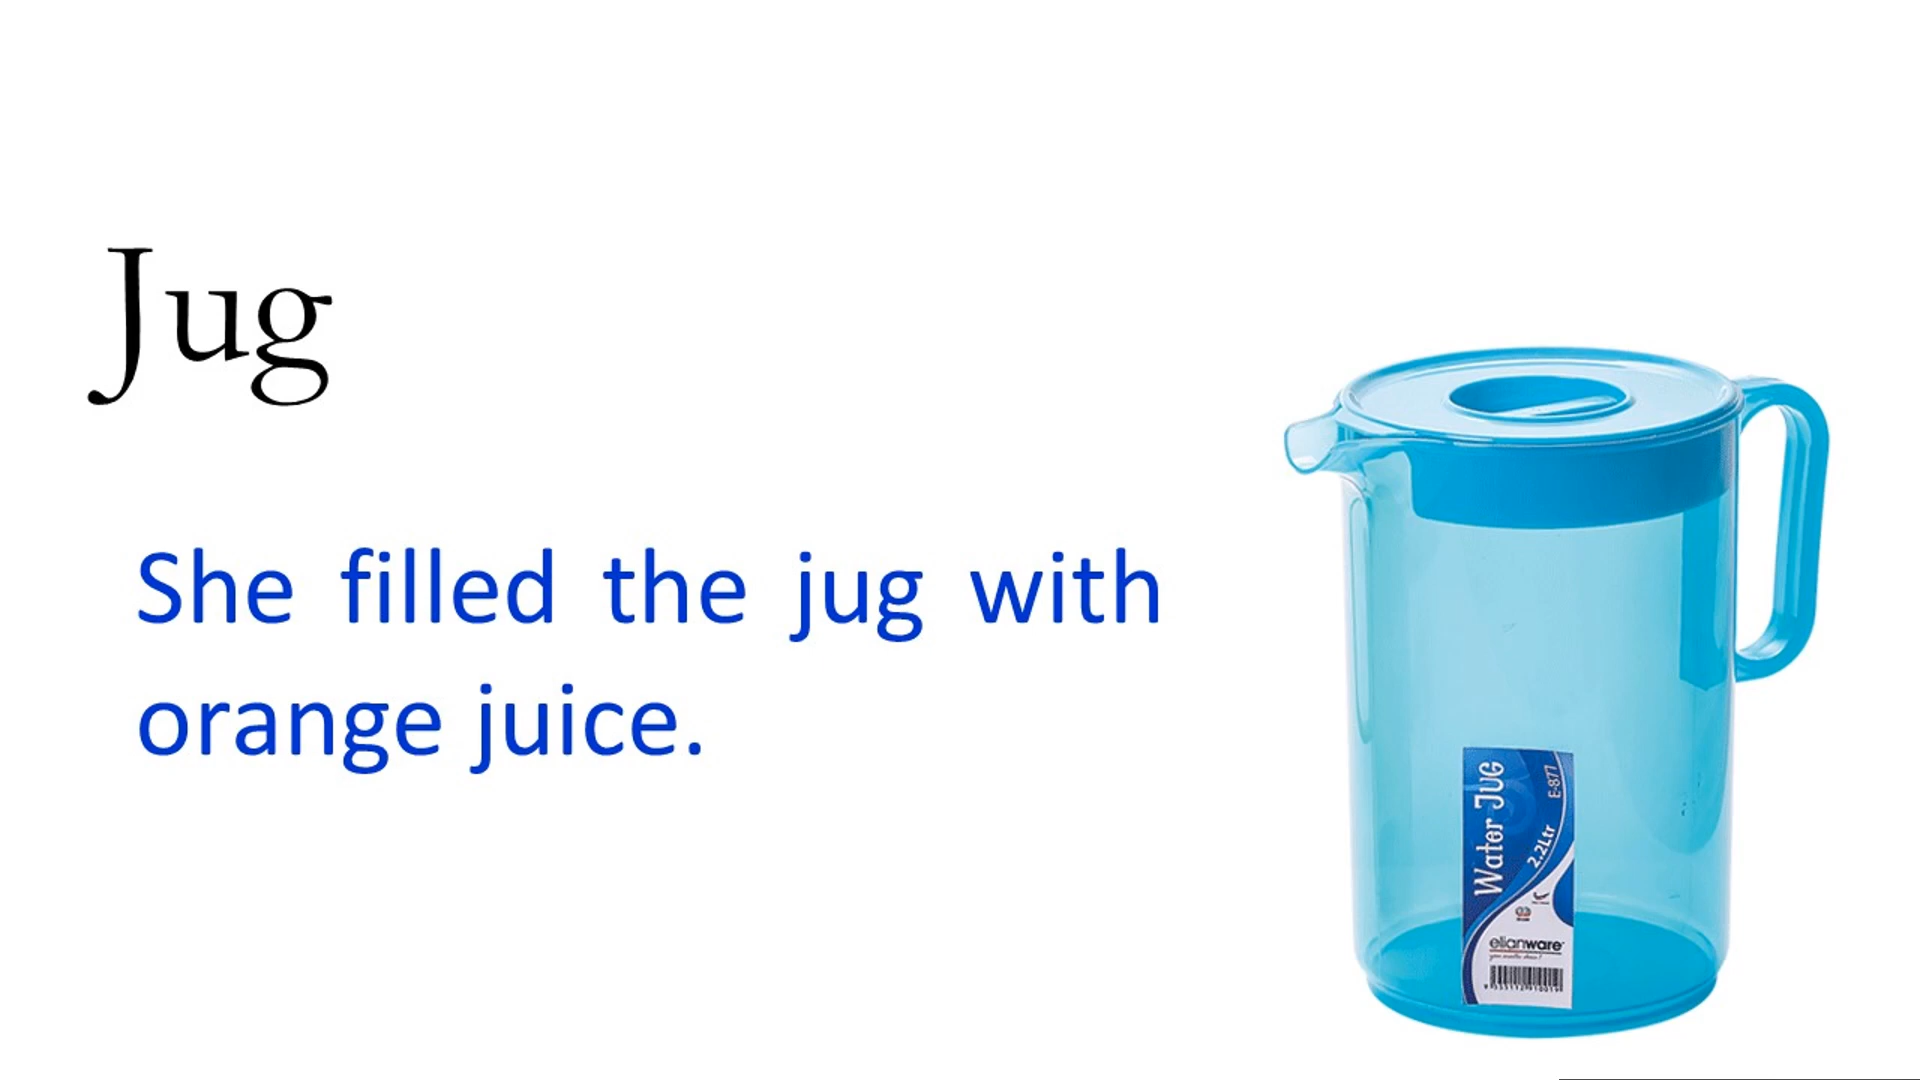 Jug
She filled the jug with
orange juice.
Water JUG
2.2Ltr
E-877
elianware